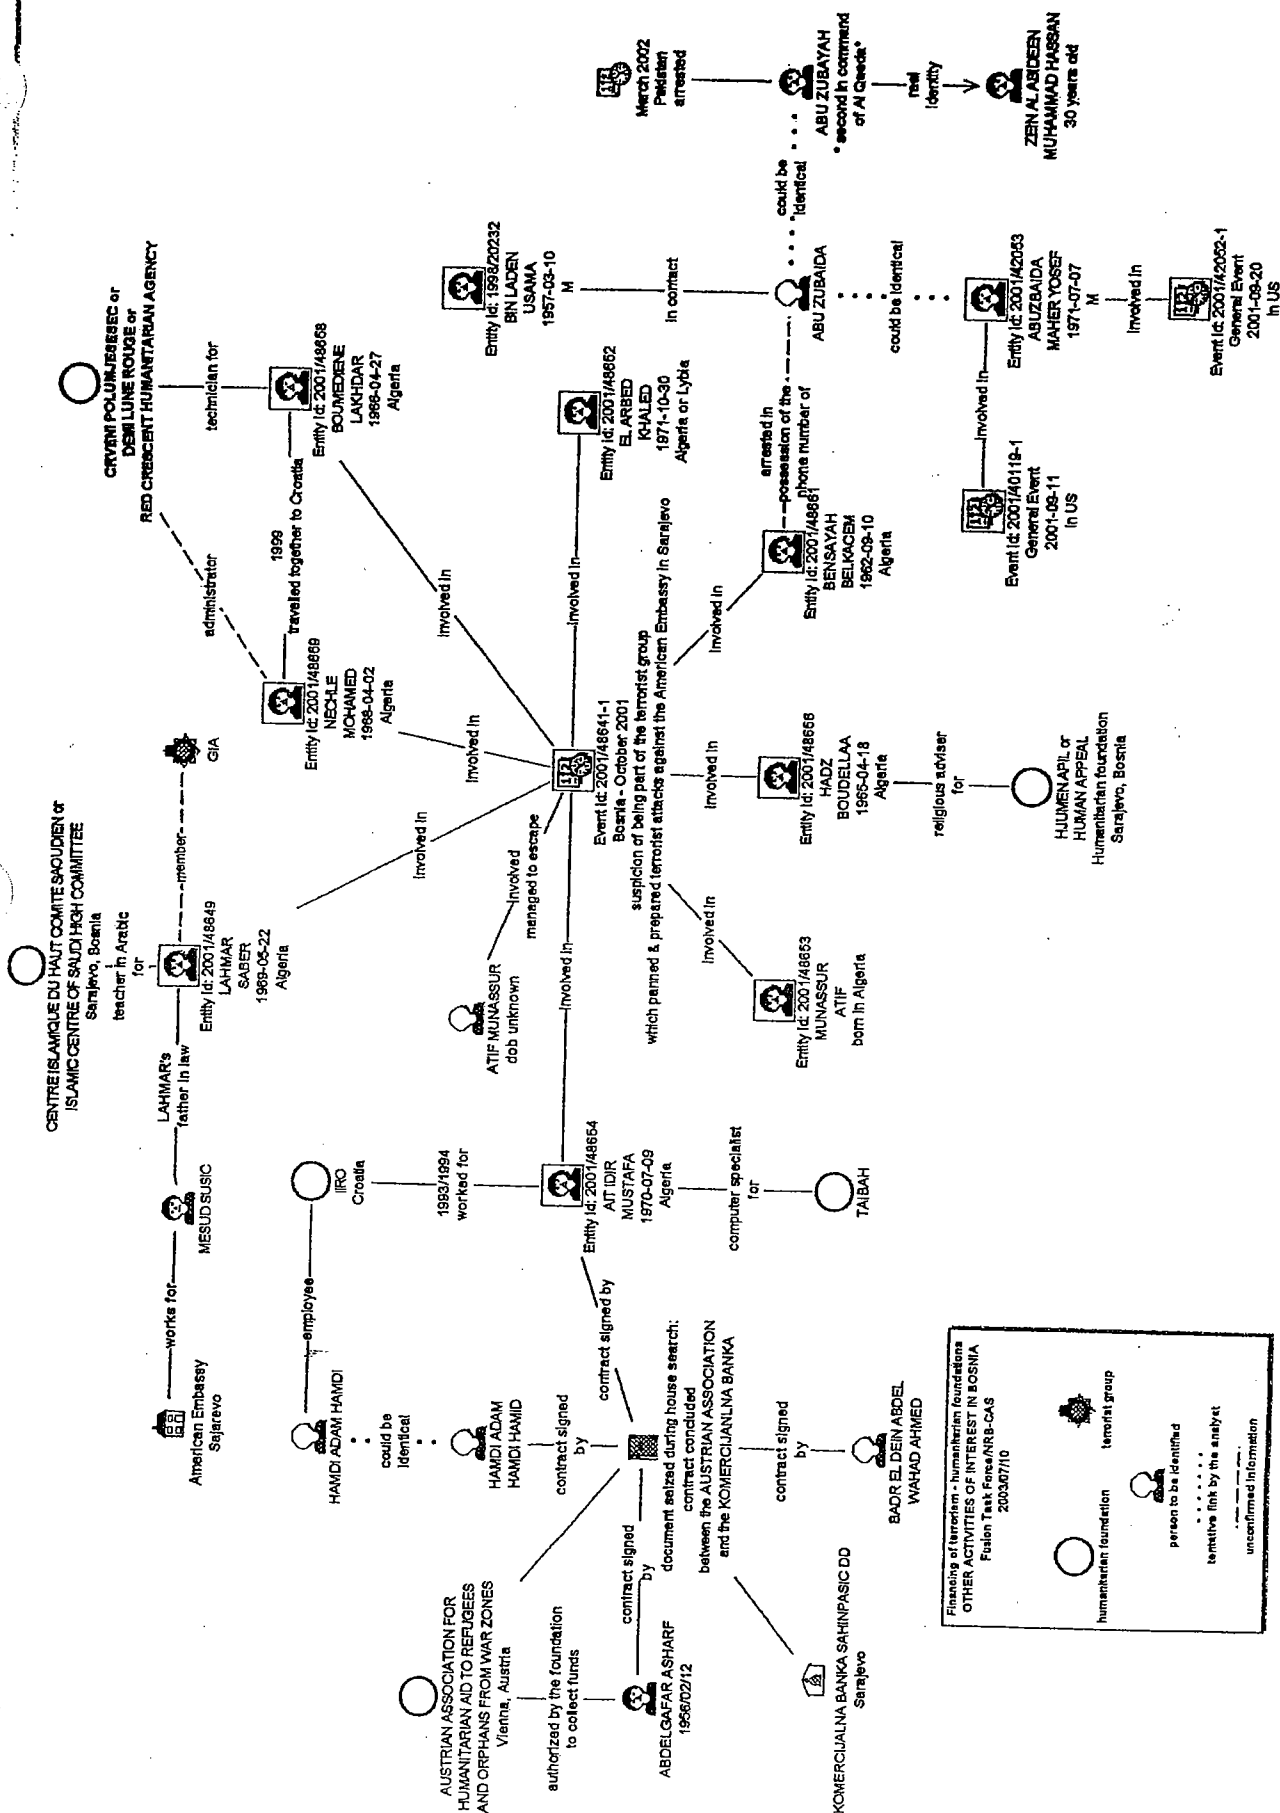 CENTRE ISLAMIQUE DU HAUT COMITE SAOUDIEN or
ISLAMIC CENTRE OF SAUDI HIGH COMMITTEE
Sarajevo, Bosnia
teacher in Arabic
for
CRVENI POLUMJESESEC or
DEMI LUNE ROUGE or
RED CRESCENT HUMANITARIAN AGENCY
American Embassy
Sajarevo
works for
MESUD SUSIC
LAHMAR's
father in law
Entity Id: 2001/48649
LAHMAR
SABER
1969-05-22
Algeria
member
GIA
administrator
technician for
HAMDI ADAM HAMDI
employee
IIRO
Croatia
Entity Id: 2001/48659
NECHLE
MOHAMED
1968-04-02
Algeria
1999
travelled together to Croatia
Entity Id: 2001/48658
BOUMEDIENE
LAKHDAR
1966-04-27
Algeria
could be
identical
1993/1994
worked for
involved in
involved in
involved in
AUSTRIAN ASSOCIATION FOR
HUMANITARIAN AID TO REFUGEES
AND ORPHANS FROM WAR ZONES
Vienna, Austria
HAMDI ADAM
HAMDI HAMID
contract signed
by
ATIF MUNASSUR
dob unknown
involved
managed to escape
Entity Id: 1998/20232
BIN LADEN
USAMA
1957-03-10
M
authorized by the foundation
to collect funds
contract signed
by
contract signed by
Entity Id: 2001/48654
AIT IDIR
MUSTAFA
1970-07-09
Algeria
involved in
Event Id: 2001/48641-1
Bosnia - October 2001
suspicion of being part of the terrorist group
which panned & prepared terrorist attacks against the American Embassy in Sarajevo
involved in
Entity Id: 2001/48652
EL ARBED
KHALED
1971-10-30
Algeria or Lybia
in contact
March 2002
Pakistan
arrested
ABDELGAFAR ASHARF
1956/02/12
document seized during house search:
contract concluded
between the AUSTRIAN ASSOCIATION
and the KOMERCIJANLNA BANKA
computer specialist
for
TAIBAH
involved in
involved in
involved in
arrested in
possession of the
phone number of
ABU ZUBAIDA
could be
identical
ABU ZUBAYAH
* second in command
of Al Qaeda*
contract signed
by
Entity Id: 2001/48653
MUNASSUR
ATIF
born in Algeria
Entity Id: 2001/48656
HADZ
BOUDELLAA
1965-04-18
Algeria
Entity Id: 2001/48661
BENSAYAH
BELKACEM
1962-09-10
Algeria
could be identical
real
identity
KOMERCIJALNA BANKA SAHINPASIC DD
Sarajevo
BADR EL DEIN ABDEL
WAHAD AHMED
religious adviser
for
HJUMEN APIL or
HUMAN APPEAL
Humanitarian foundation
Sarajevo, Bosnia
Event Id: 2001/40119-1
General Event
2001-09-11
in US
involved in
Entity Id: 2001/42053
ABUZBAIDA
MAHER YOSEF
1971-07-07
M
ZEIN AL ABIDEEN
MUHAMMAD HASSAN
30 years old
involved in
Event Id: 2001/42052-1
General Event
2001-09-20
in US
Financing of terrorism - humanitarian foundations
OTHER ACTIVITIES OF INTEREST IN BOSNIA
Fusion Task Force/NRB-CAS
2003/07/10
humanitarian foundation
terrorist group
person to be identified
tentative link by the analyst
unconfirmed information